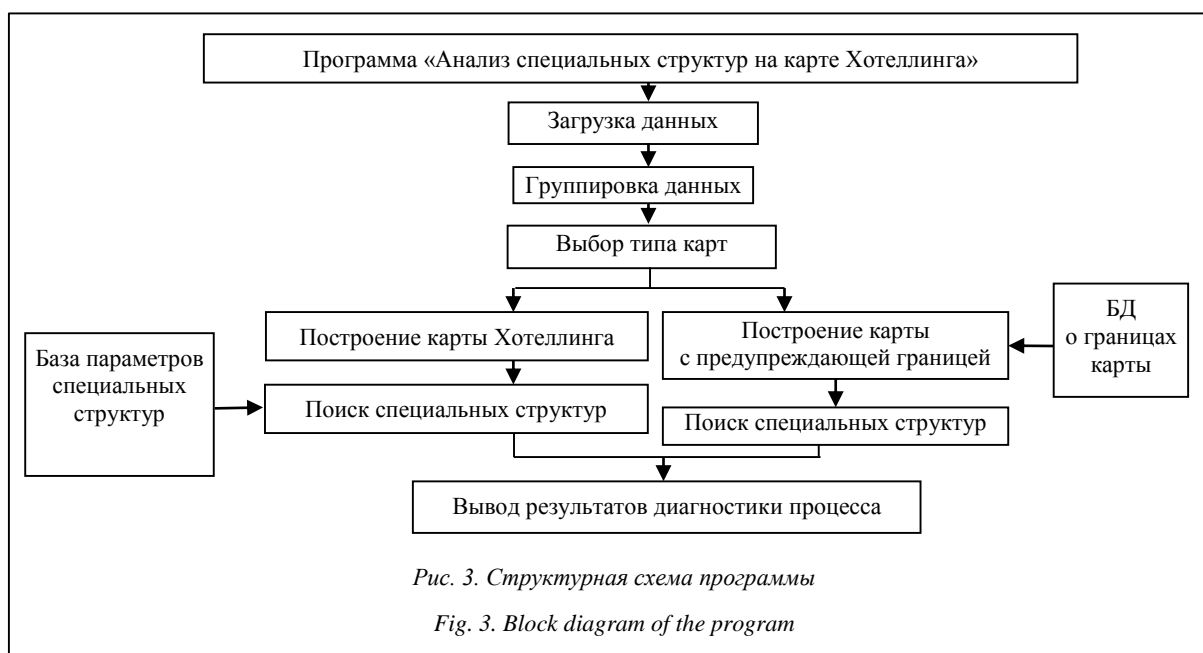 Программа «Анализ специальных структур на карте Хотеллинга»
Загрузка данных
Группировка данных
Выбор типа карт
База параметров
специальных
структур
Построение карты Хотеллинга
Поиск специальных структур
Построение карты
с предупреждающей границей
Поиск специальных структур
БД
о границах
карты
Вывод результатов диагностики процесса
Рис. 3. Структурная схема программы
Fig. 3. Block diagram of the program